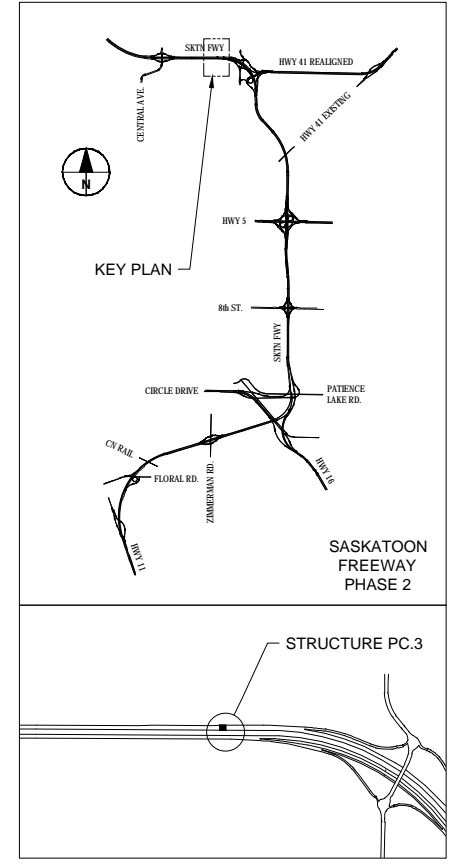 SKTN FWY
HWY 41 REALIGNED
CENTRAL AVE.
HWY 41 EXISTING
N
HWY 5
KEY PLAN
8th ST.
SKTN FWY
CIRCLE DRIVE
PATIENCE
LAKE RD.
CN RAIL
FLORAL RD.
ZIMMERMAN RD.
HWY 16
HWY 11
SASKATOON
FREEWAY
PHASE 2
STRUCTURE PC.3